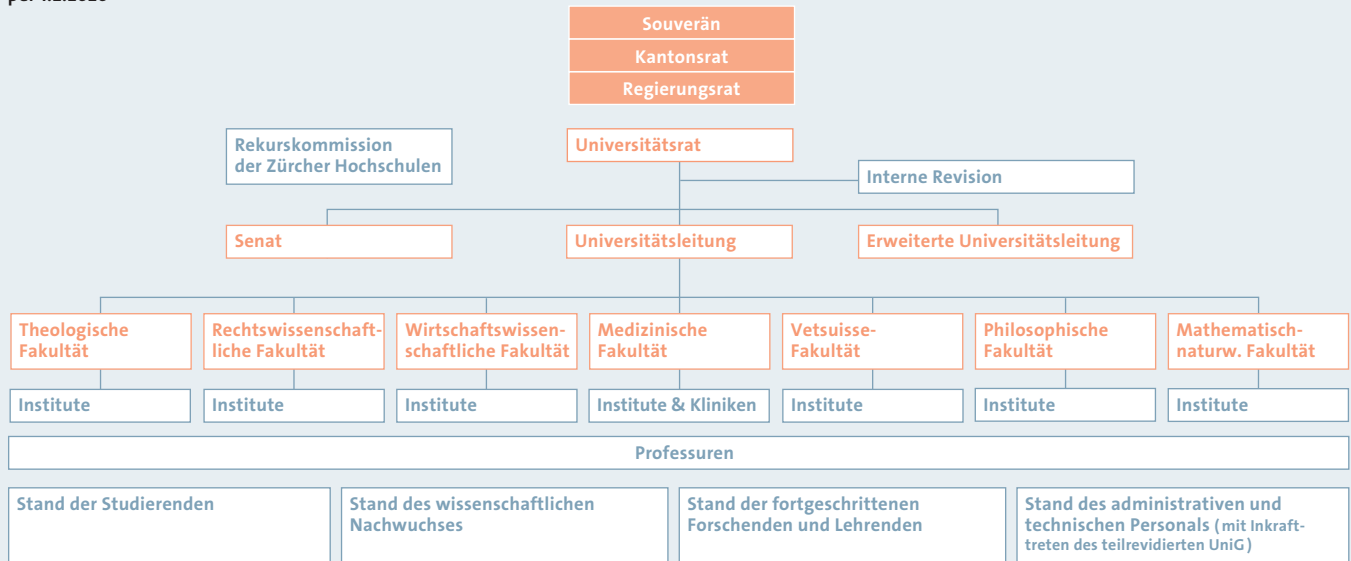 Souverän
Kantonsrat
Regierungsrat
Rekurskommission
der Zürcher Hochschulen
Universitätsrat
Interne Revision
Senat
Universitätsleitung
Erweiterte Universitätsleitung
Theologische
Fakultät
Rechtswissenschaft-
liche Fakultät
Wirtschaftswissen-
schaftliche Fakultät
Medizinische
Fakultät
Vetsuisse-
Fakultät
Philosophische
Fakultät
Mathematisch-
naturw. Fakultät
Institute
Institute
Institute
Institute & Kliniken
Institute
Institute
Institute
Professuren
Stand der Studierenden
Stand des wissenschaftlichen
Nachwuchses
Stand der fortgeschrittenen
Forschenden und Lehrenden
Stand des administrativen und
technischen Personals (mit Inkraft-
treten des teilrevidierten UniG)